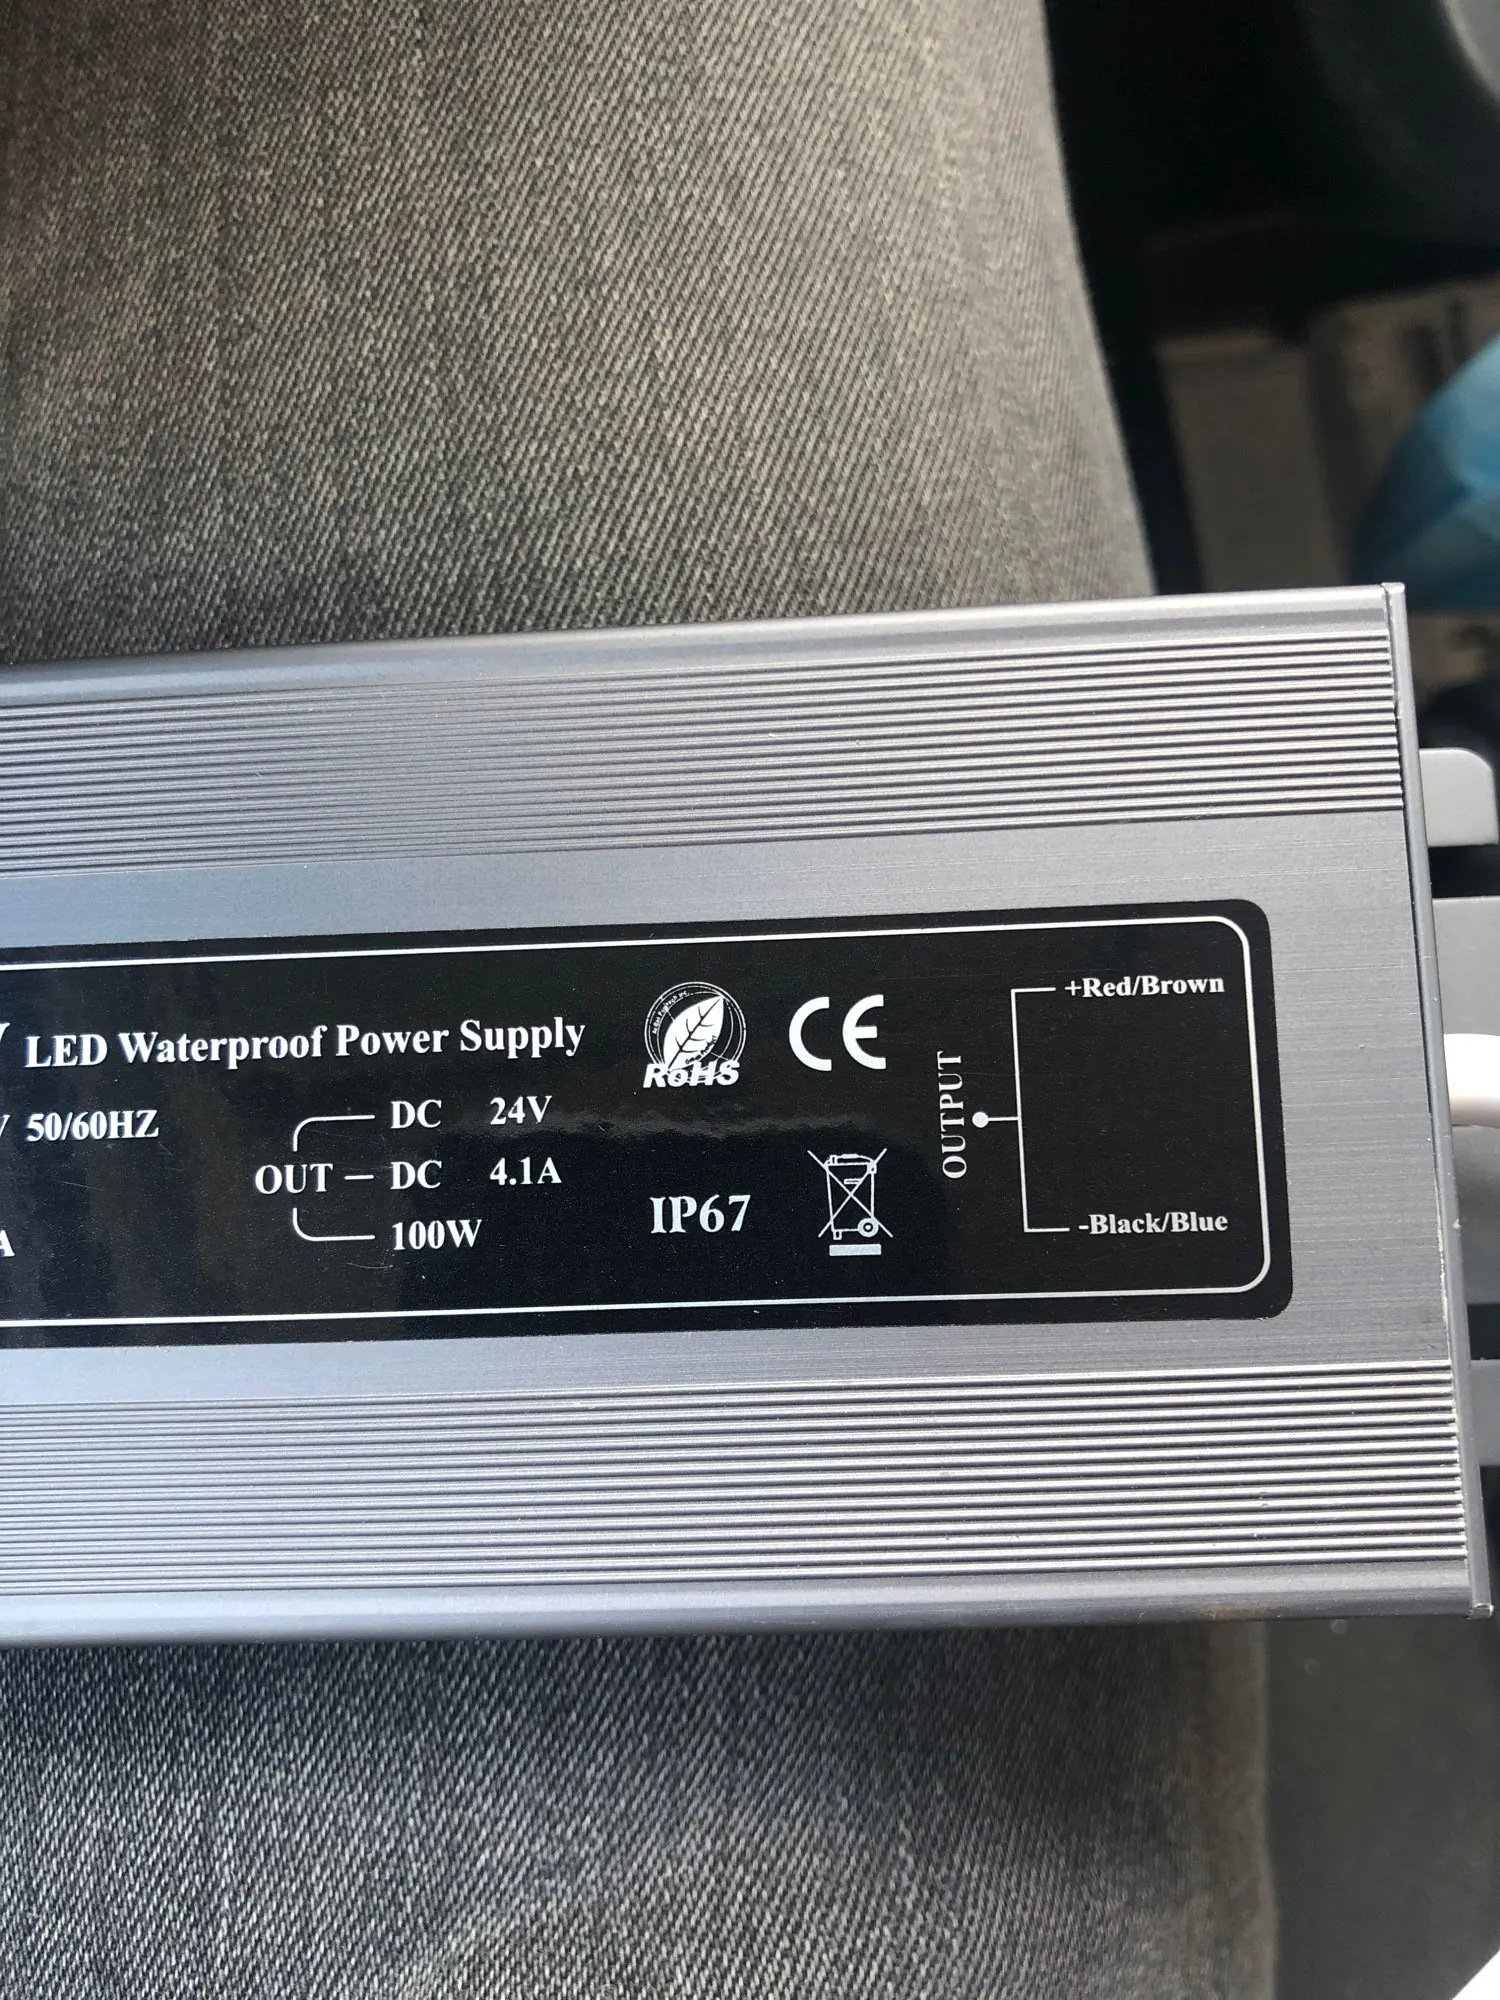 LED Waterproof Power Supply
50/60HZ
OUT
DC 24V
DC 4.1A
100W
A
RoHS
CE
IP67
OUTPUT
+Red/Brown
-Black/Blue